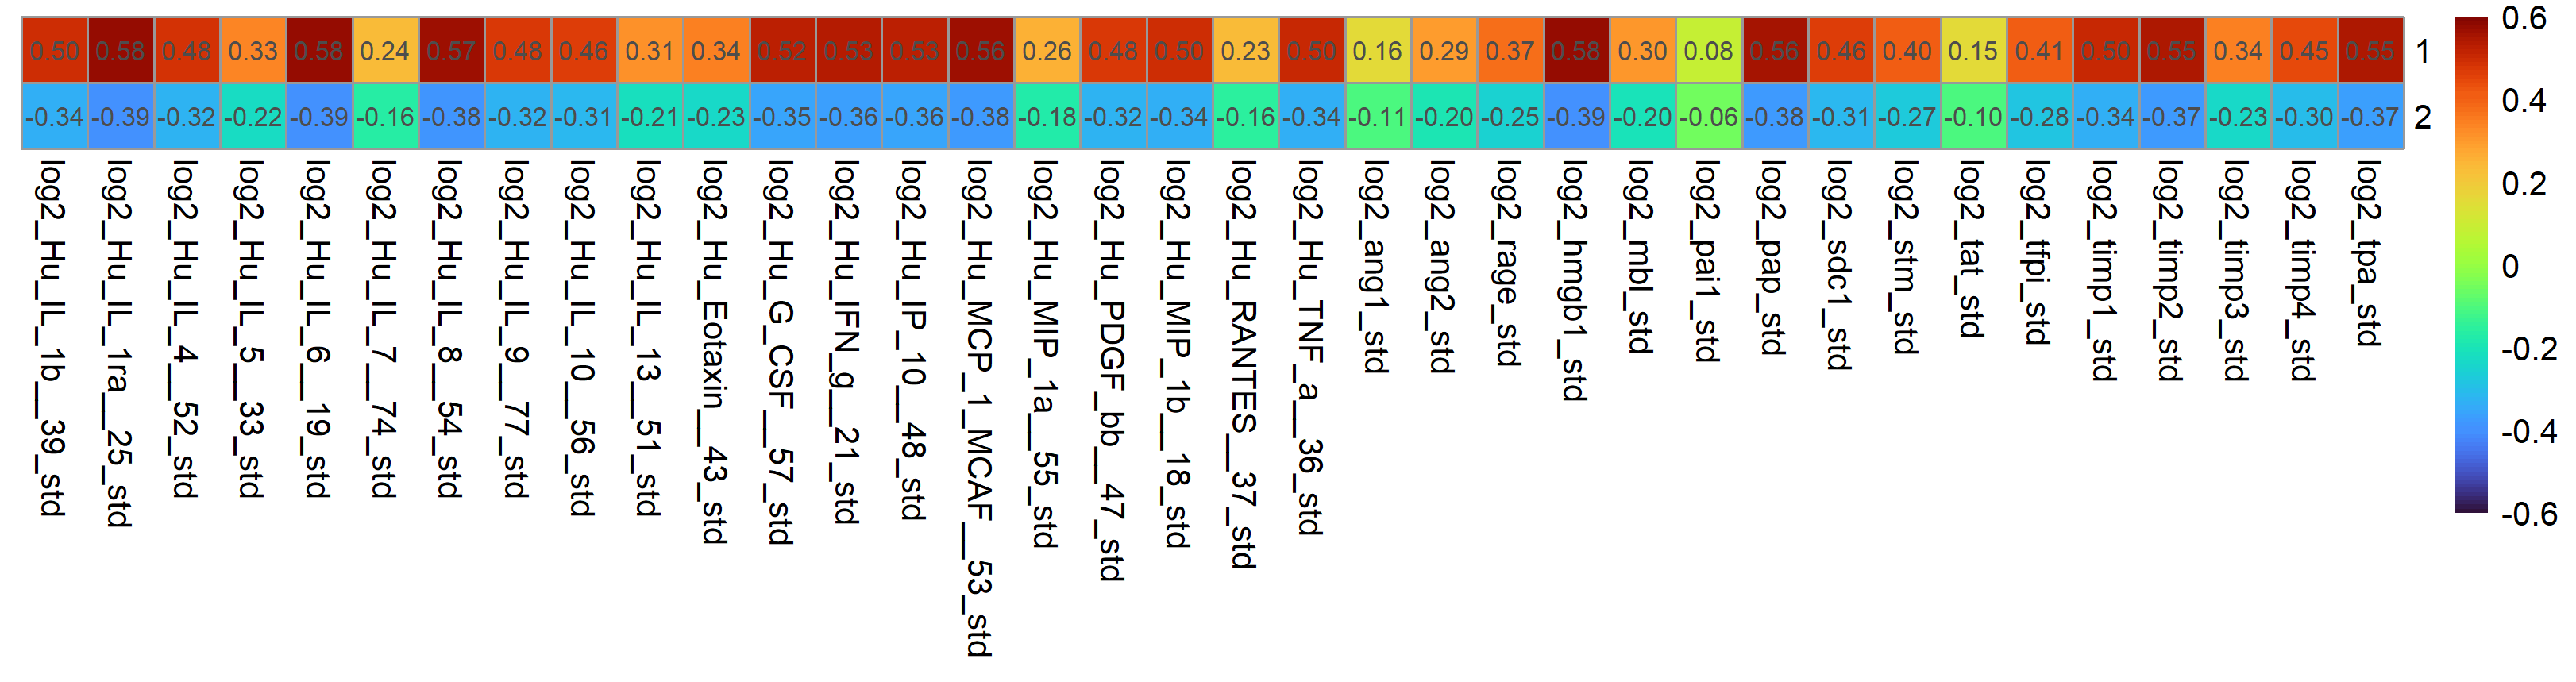 0.50 0.58 0.48 0.33 0.58 0.24 0.57 0.48 0.46 0.31 0.34 0.52 0.53 0.53 0.56 0.26 0.48 0.50 0.23 0.50 0.16 0.29 0.37 0.58 0.30 0.08 0.56 0.46 0.40 0.15 0.41 0.50 0.55 0.34 0.45 0.55 1
-0.34 -0.39 -0.32 -0.22 -0.39 -0.16 -0.38 -0.32 -0.31 -0.21 -0.23 -0.35 -0.36 -0.36 -0.38 -0.18 -0.32 -0.34 -0.16 -0.34 -0.11 -0.20 -0.25 -0.39 -0.20 -0.06 -0.38 -0.31 -0.27 -0.10 -0.28 -0.34 -0.37 -0.23 -0.30 -0.37 2
log2_Hu_IL_1b__39_std
log2_Hu_IL_1ra__25_std
log2_Hu_IL_4__52_std
log2_Hu_IL_5__33_std
log2_Hu_IL_6__19_std
log2_Hu_IL_7__74_std
log2_Hu_IL_8__54_std
log2_Hu_IL_9__77_std
log2_Hu_IL_10__56_std
log2_Hu_IL_13__51_std
log2_Hu_Eotaxin__43_std
log2_Hu_G_CSF__57_std
log2_Hu_IFN_g__21_std
log2_Hu_IP_10__48_std
log2_Hu_MCP_1_MCAF__53_std
log2_Hu_MIP_1a__55_std
log2_Hu_PDGF_bb__47_std
log2_Hu_MIP_1b__18_std
log2_Hu_RANTES__37_std
log2_Hu_TNF_a__36_std
log2_ang1_std
log2_ang2_std
log2_rage_std
log2_hmgb1_std
log2_mbl_std
log2_pai1_std
log2_pap_std
log2_sdc1_std
log2_stm_std
log2_tat_std
log2_tfpi_std
log2_timp1_std
log2_timp2_std
log2_timp3_std
log2_timp4_std
log2_tpa_std
0.6
0.4
0.2
0
-0.2
-0.4
-0.6